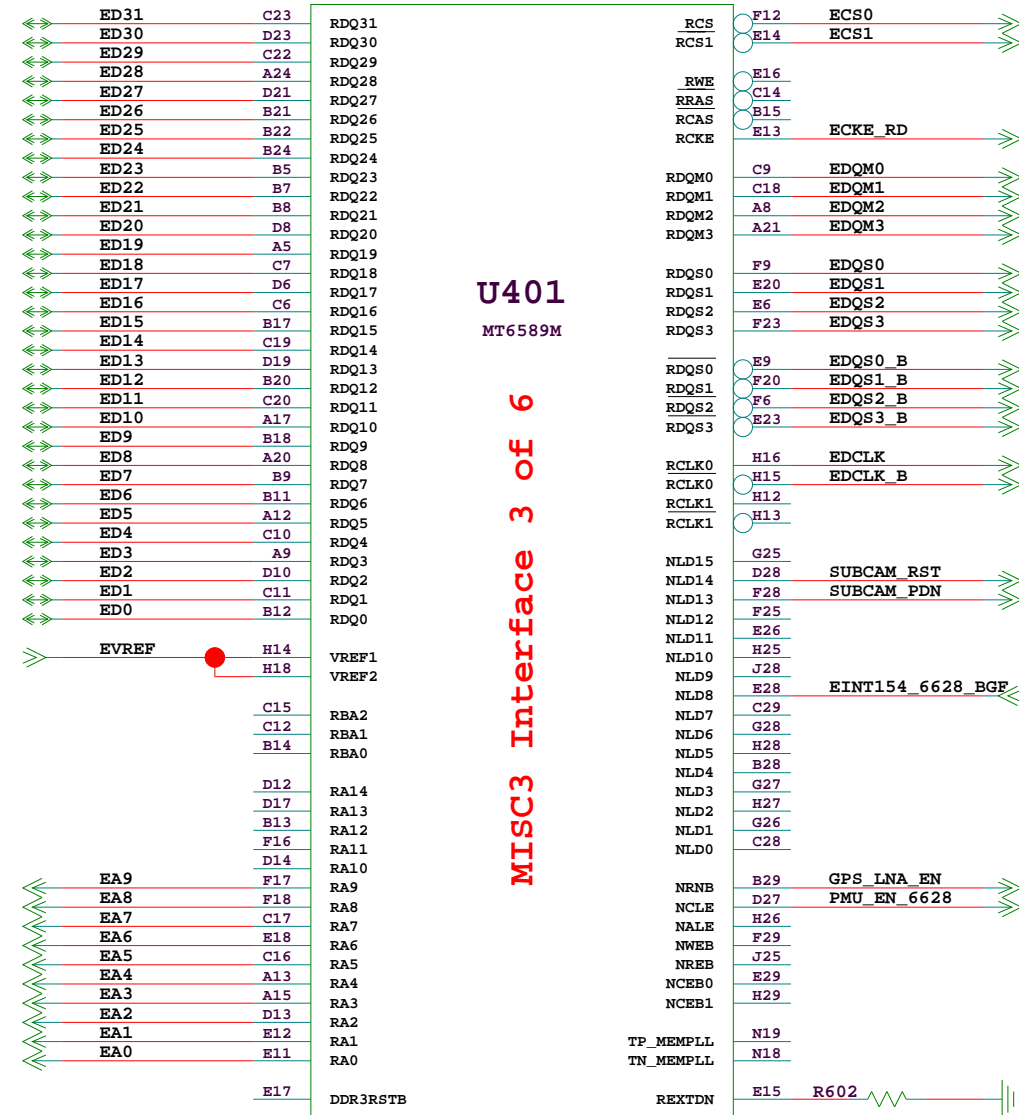 ED31 C23 RDQ31 RCS F12 ECS0
ED30 D23 RDQ30 RCS1 E14 ECS1
ED29 C22 RDQ29
ED28 A24 RDQ28 RWE E16
ED27 D21 RDQ27 RRAS C14
ED26 B21 RDQ26 RCAS B15
ED25 B22 RDQ25 RCKE E13 ECKE_RD
ED24 B24 RDQ24
ED23 B5 RDQ23 RDQM0 C9 EDQM0
ED22 B7 RDQ22 RDQM1 C18 EDQM1
ED21 B8 RDQ21 RDQM2 A8 EDQM2
ED20 D8 RDQ20 RDQM3 A21 EDQM3
ED19 A5 RDQ19
ED18 C7 RDQ18 RDQS0 F9 EDQS0
ED17 D6 RDQ17 RDQS1 E20 EDQS1
ED16 C6 RDQ16 RDQS2 E6 EDQS2
ED15 B17 RDQ15 RDQS3 F23 EDQS3
ED14 C19 RDQ14
ED13 D19 RDQ13 RDQS0 E9 EDQS0_B
ED12 B20 RDQ12 RDQS1 F20 EDQS1_B
ED11 C20 RDQ11 RDQS2 F6 EDQS2_B
ED10 A17 RDQ10 RDQS3 E23 EDQS3_B
ED9 B18 RDQ9
ED8 A20 RDQ8 RCLK0 H16 EDCLK
ED7 B9 RDQ7 RCLK0 H15 EDCLK_B
ED6 B11 RDQ6 RCLK1 H12
ED5 A12 RDQ5 RCLK1 H13
ED4 C10 RDQ4
ED3 A9 RDQ3 NLD15 G25
ED2 D10 RDQ2 NLD14 D28 SUBCAM_RST
ED1 C11 RDQ1 NLD13 F28 SUBCAM_PDN
ED0 B12 RDQ0 NLD12 F25
NLD11 E26
EVREF H14 VREF1 NLD10 H25
H18 VREF2 NLD9 J28
NLD8 E28 EINT154_6628_BGF
C15 RBA2 NLD7 C29
C12 RBA1 NLD6 G28
B14 RBA0 NLD5 H28
NLD4 B28
D12 RA14 NLD3 G27
D17 RA13 NLD2 H27
B13 RA12 NLD1 G26
F16 RA11 NLD0 C28
D14 RA10
EA9 F17 RA9 NRNB B29 GPS_LNA_EN
EA8 F18 RA8 NCLE D27 PMU_EN_6628
EA7 C17 RA7 NALE H26
EA6 E18 RA6 NWEB F29
EA5 C16 RA5 NREB J25
EA4 A13 RA4 NCEB0 E29
EA3 A15 RA3 NCEB1 H29
EA2 D13 RA2
EA1 E12 RA1 TP_MEMPLL N19
EA0 E11 RA0 TN_MEMPLL N18
E17 DDR3RSTB REXTDN E15 R602
U401
MT6589M
MISC3 Interface 3 of 6